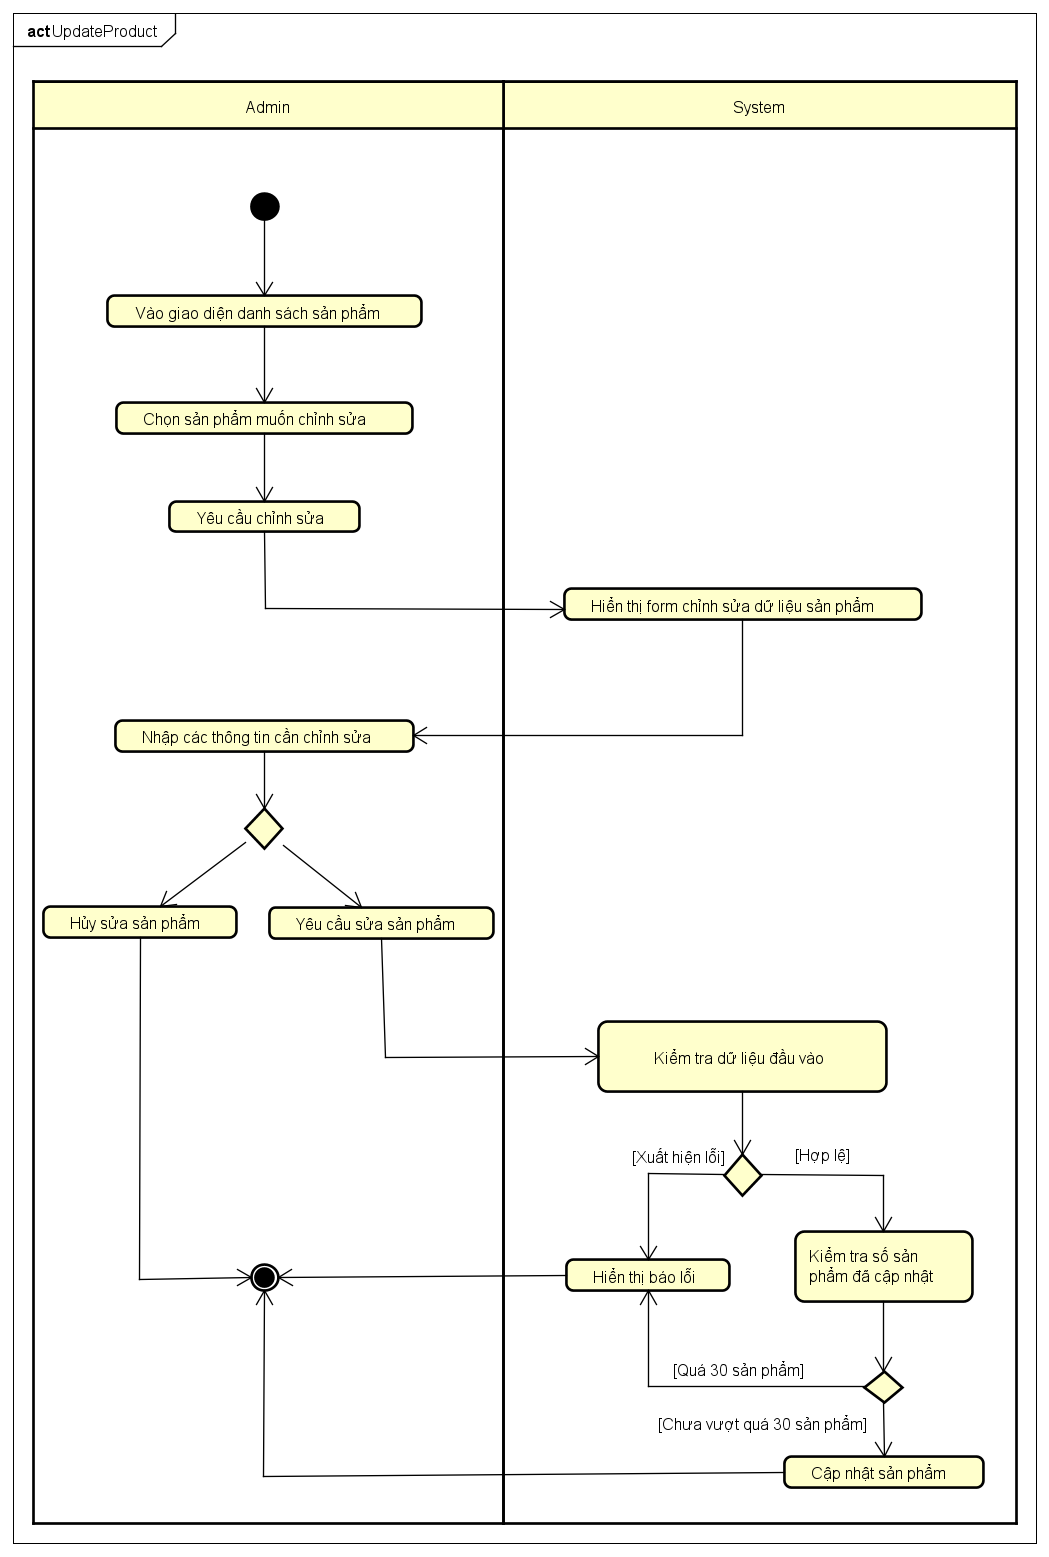 act UpdateProduct
Admin
System
Vào giao diện danh sách sản phẩm
Chọn sản phẩm muốn chỉnh sửa
Yêu cầu chỉnh sửa
Hiển thị form chỉnh sửa dữ liệu sản phẩm
Nhập các thông tin cần chỉnh sửa
Hủy sửa sản phẩm
Yêu cầu sửa sản phẩm
Kiểm tra dữ liệu đầu vào
[Xuất hiện lỗi]
[Hợp lệ]
Kiểm tra số sản
phẩm đã cập nhật
Hiển thị báo lỗi
[Quá 30 sản phẩm]
[Chưa vượt quá 30 sản phẩm]
Cập nhật sản phẩm